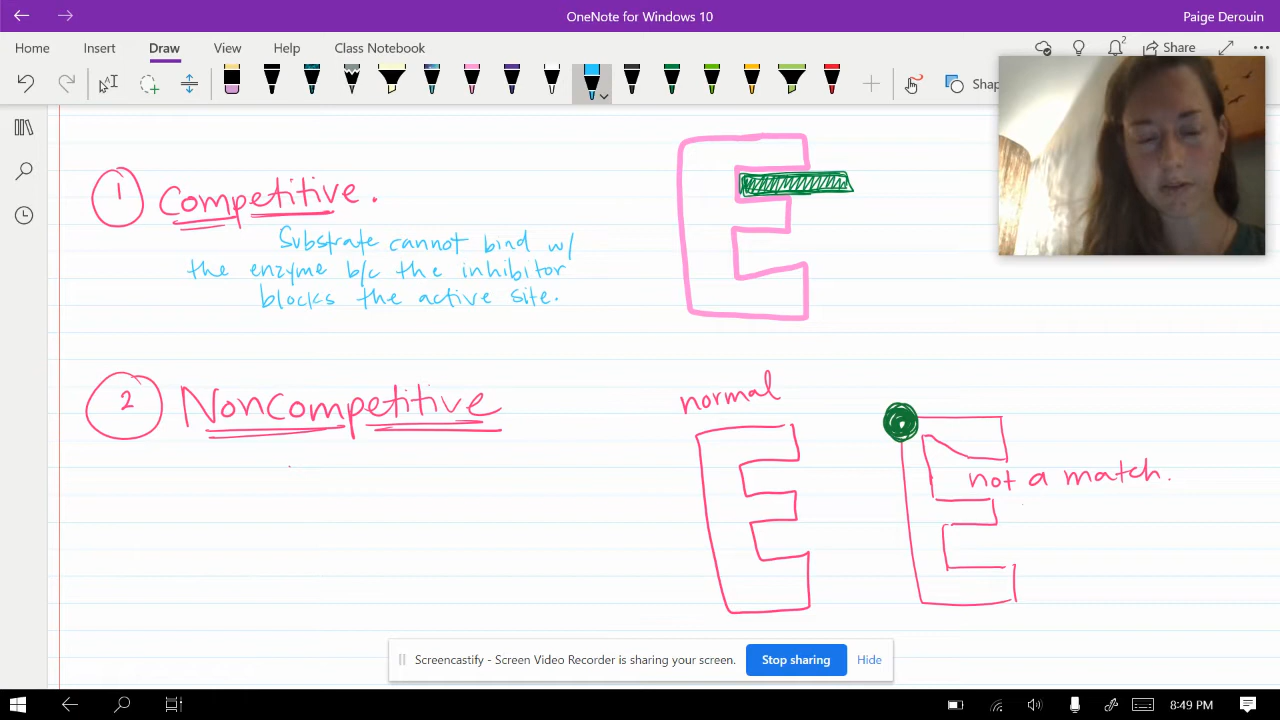 OneNote for Windows 10
Paige Derouin
Home Insert Draw View Help Class Notebook
2
Share
Shap
1 Competitive.
Substrate cannot bind w/
the enzyme b/c the inhibitor
blocks the active site.
2 Noncompetitive
normal
not a match.
Screencastify - Screen Video Recorder is sharing your screen.
Stop sharing
Hide
8:49 PM